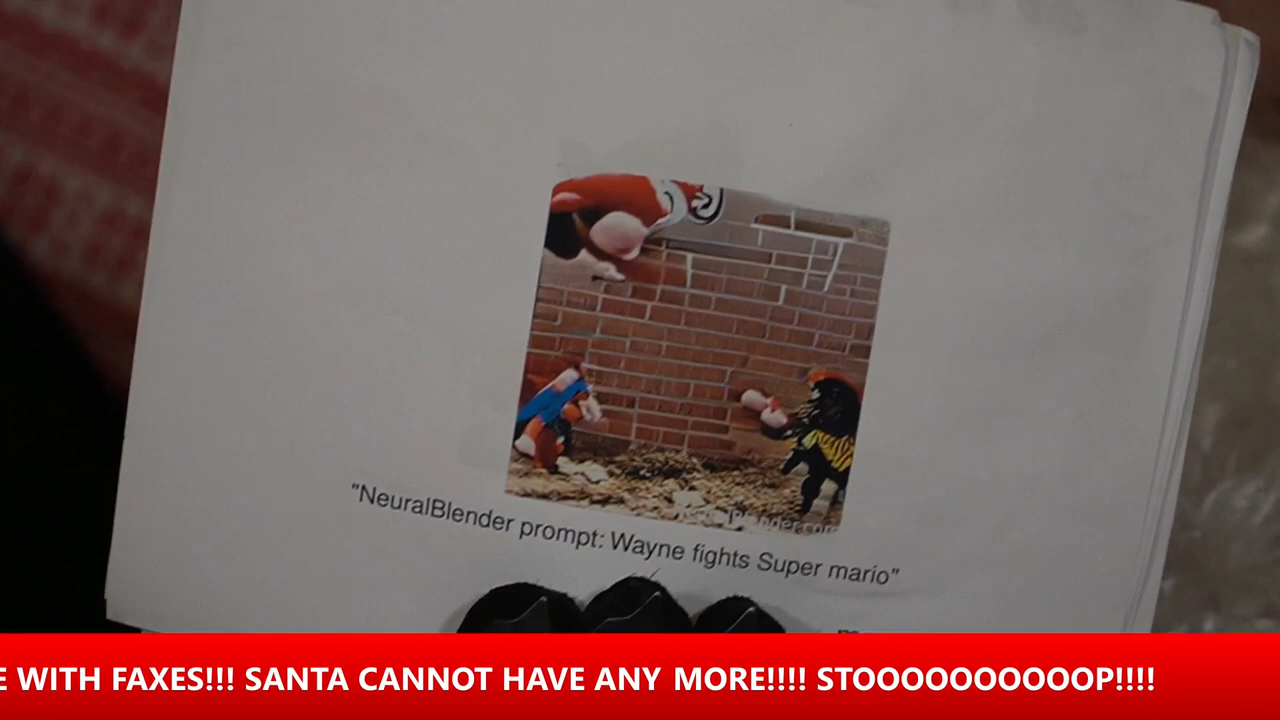 "NeuralBlender prompt: Wayne fights Super mario"
E WITH FAXES!!! SANTA CANNOT HAVE ANY MORE!!!! STOOOOOOOOOOP!!!!